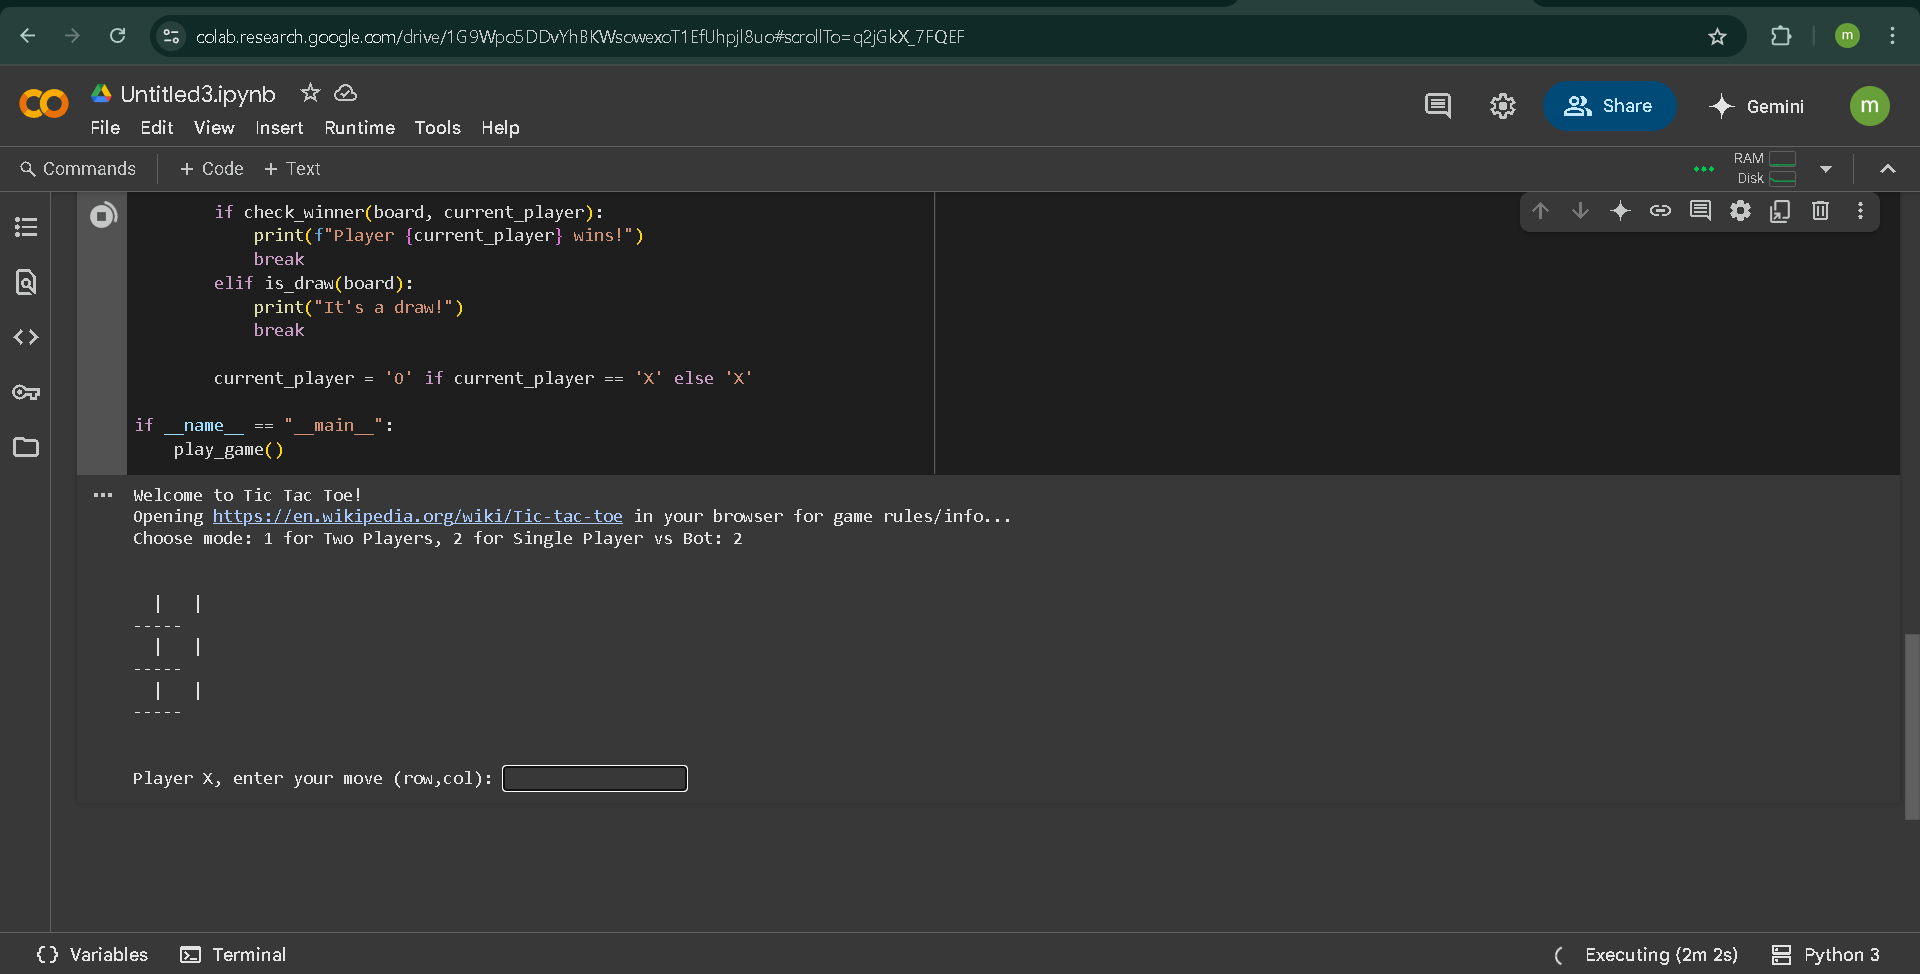 colab.research.google.com/drive/1G9Wpo5DDvYhBKWsowexoT1EfUhpjI8uo#scrollTo=q2jGkX_7FQEF
m
CO
Untitled3.ipynb
File Edit View Insert Runtime Tools Help
Share
Gemini
m
Commands + Code + Text
RAM
Disk
if check_winner(board, current_player):
print(f"Player {current_player} wins!")
break
elif is_draw(board):
print("It's a draw!")
break
current_player = 'O' if current_player == 'X' else 'X'
if __name__ == "__main__":
play_game()
Welcome to Tic Tac Toe!
Opening https://en.wikipedia.org/wiki/Tic-tac-toe in your browser for game rules/info...
Choose mode: 1 for Two Players, 2 for Single Player vs Bot: 2
|   |
-----
|   |
-----
|   |
-----
Player X, enter your move (row,col):
{} Variables Terminal
Executing (2m 2s) Python 3